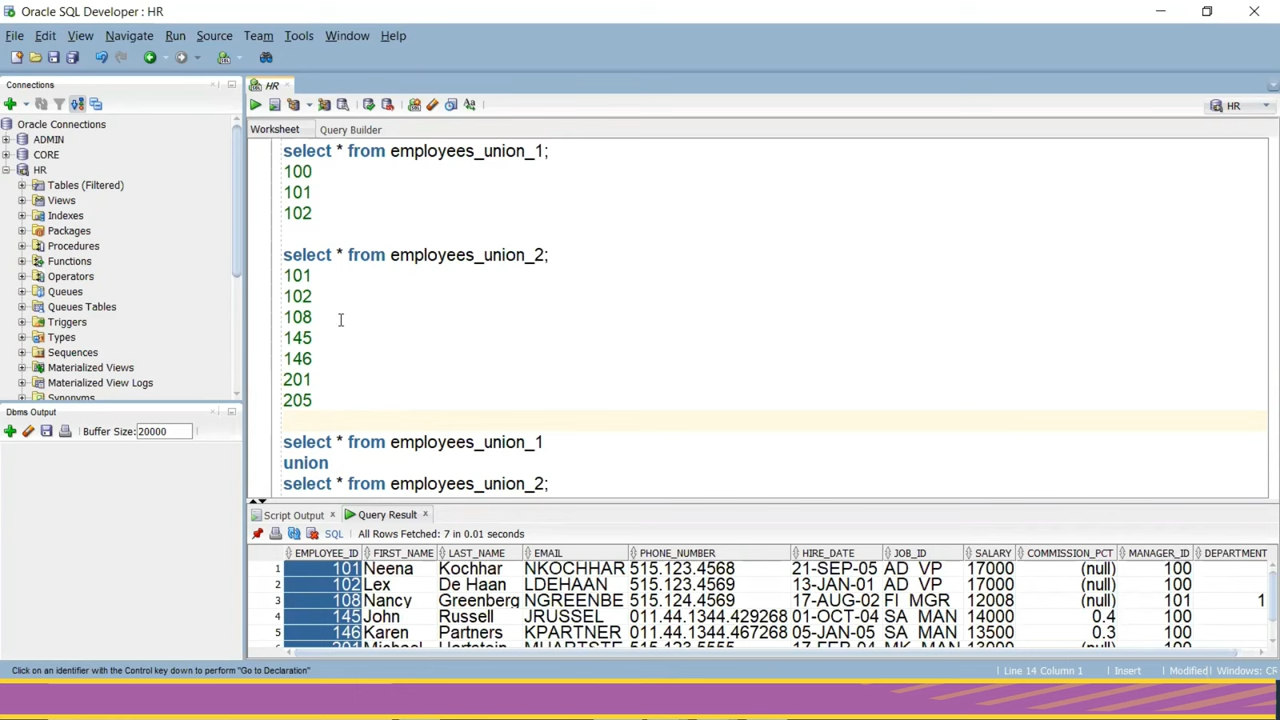 Oracle SQL Developer : HR
File Edit View Navigate Run Source Team Tools Window Help
Connections
Oracle Connections
ADMIN
CORE
HR
Tables (Filtered)
Views
Indexes
Packages
Procedures
Functions
Operators
Queues
Queues Tables
Triggers
Types
Sequences
Materialized Views
Materialized View Logs
Synonyms
Dbms Output
Buffer Size: 20000
HR
HR
Worksheet Query Builder
select * from employees_union_1;
100
101
102
select * from employees_union_2;
101
102
108
145
146
201
205
select * from employees_union_1
union
select * from employees_union_2;
Script Output Query Result
SQL All Rows Fetched: 7 in 0.01 seconds
EMPLOYEE_ID FIRST_NAME LAST_NAME EMAIL PHONE_NUMBER HIRE_DATE JOB_ID SALARY COMMISSION_PCT MANAGER_ID DEPARTMENT
1 101 Neena Kochhar NKOCHHAR 515.123.4568 21-SEP-05 AD_VP 17000 (null) 100
2 102 Lex De Haan LDEHAAN 515.123.4569 13-JAN-01 AD_VP 17000 (null) 100
3 108 Nancy Greenberg NGREENBE 515.124.4569 17-AUG-02 FI_MGR 12008 (null) 101 1
4 145 John Russell JRUSSEL 011.44.1344.429268 01-OCT-04 SA_MAN 14000 0.4 100
5 146 Karen Partners KPARTNER 011.44.1344.467268 05-JAN-05 SA_MAN 13500 0.3 100
Click on an identifier with the Control key down to perform "Go to Declaration" Line 14 Column 1 Insert Modified Windows: CR